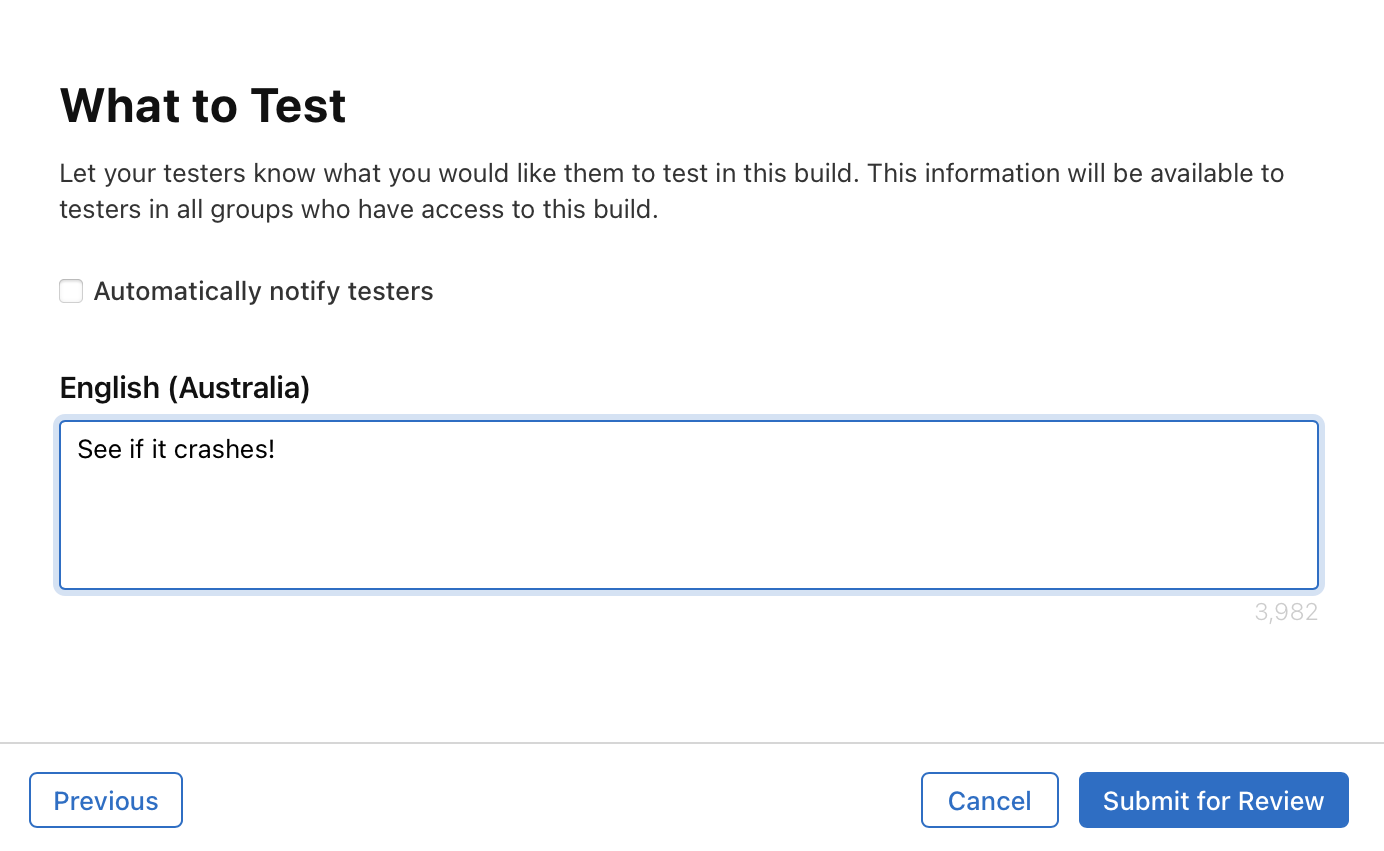 What to Test
Let your testers know what you would like them to test in this build. This information will be available to
testers in all groups who have access to this build.
Automatically notify testers
English (Australia)
See if it crashes!
3,982
Previous
Cancel
Submit for Review